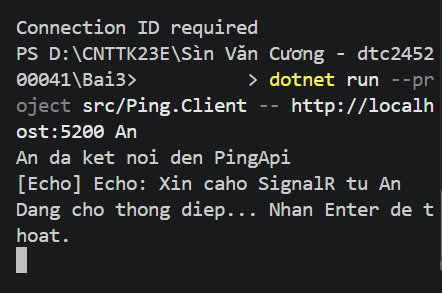 Connection ID required
PS D:\CNTTK23E\Sìn Văn Cương - dtc2452
00041\Bai3>         > dotnet run --pr
oject src/Ping.Client -- http://localh
ost:5200 An
An da ket noi den PingApi
[Echo] Echo: Xin caho SignalR tu An
Dang cho thong diep... Nhan Enter de t
hoat.